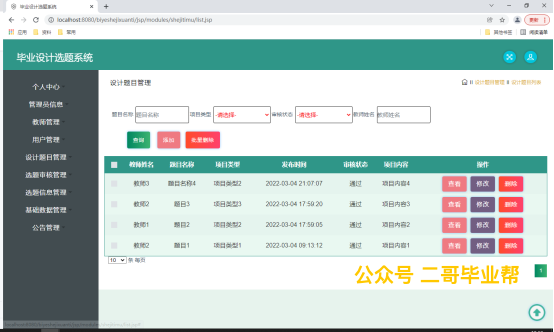 毕业设计选题系统
localhost:8080/biyeshejixuanti/jsp/modules/shejitimu/list.jsp
应用 资料 常用 其他书签 阅读清单
毕业设计选题系统
个人中心
管理员信息
教师管理
用户管理
设计题目管理
选题审核管理
选题信息管理
基础数据管理
公告管理
设计题目管理
设计题目管理 设计题目列表
题目名称 题目名称 项目类型 -请选择- 审核状态 -请选择- 教师姓名 教师姓名
查询 添加 批量删除
教师姓名 题目名称 项目类型 发布时间 审核状态 项目内容 操作
教师3 题目名称4 项目类型2 2022-03-04 21:07:07 通过 项目内容4 查看 修改 删除
教师2 题目3 项目类型3 2022-03-04 17:59:20 通过 项目内容3 查看 修改 删除
教师1 题目2 项目类型2 2022-03-04 17:59:05 通过 项目内容2 查看 修改 删除
教师2 题目1 项目类型1 2022-03-04 09:13:12 通过 项目内容1 查看 修改 删除
10 条 每页
1
公众号 二哥毕业帮